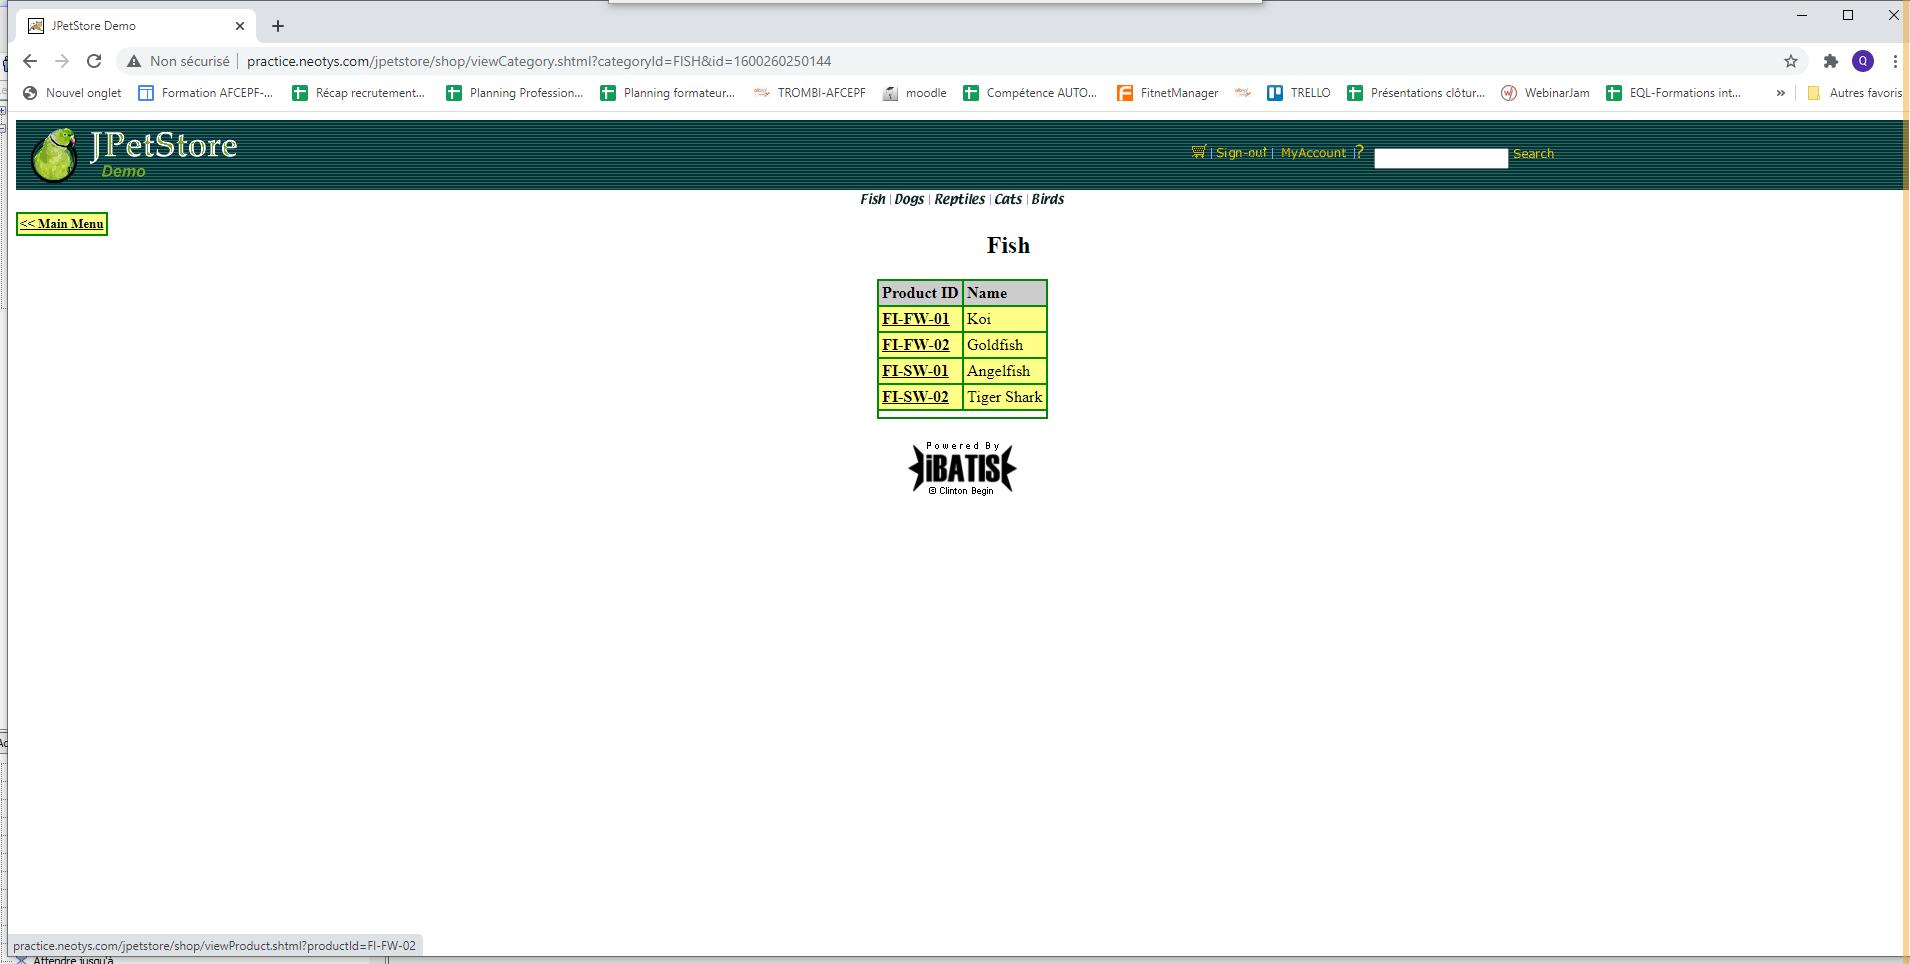 JPetStore Demo
Non sécurisé practice.neotys.com/jpetstore/shop/viewCategory.shtml?categoryId=FISH&id=1600260250144
Q
Nouvel onglet Formation AFCEPF-... Récap recrutement... Planning Profession... Planning formateur... TROMBI-AFCEPF moodle Compétence AUTO... FitnetManager TRELLO Présentations clôtur... WebinarJam EQL-Formations int... » Autres favoris
JPetStore
Demo
| Sign-out | MyAccount | ? Search
Fish | Dogs | Reptiles | Cats | Birds
<< Main Menu
Fish
Product ID Name
FI-FW-01 Koi
FI-FW-02 Goldfish
FI-SW-01 Angelfish
FI-SW-02 Tiger Shark
Powered By
iBATIS
© Clinton Begin
practice.neotys.com/jpetstore/shop/viewProduct.shtml?productId=FI-FW-02
Attendre jusqu'à